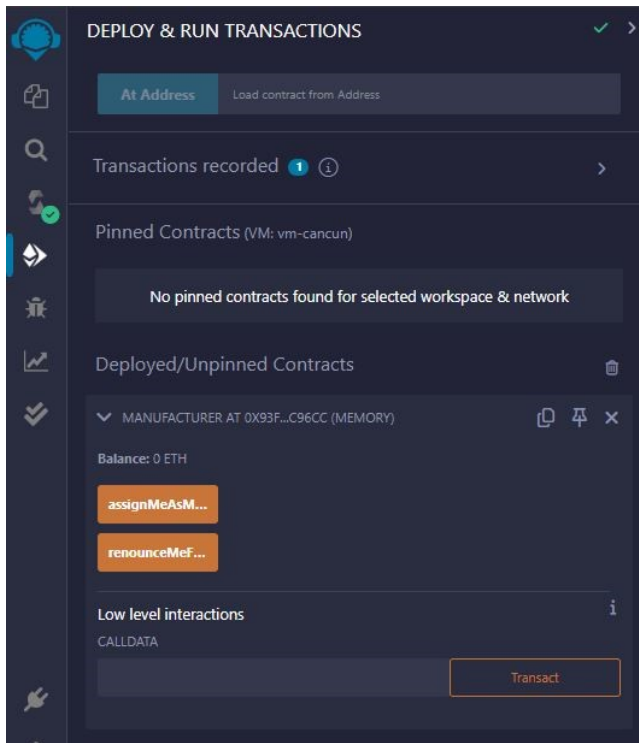 DEPLOY & RUN TRANSACTIONS
At Address Load contract from Address
Transactions recorded 1 i
Pinned Contracts (VM: vm-cancun)
No pinned contracts found for selected workspace & network
Deployed/Unpinned Contracts
MANUFACTURER AT 0X93F...C96CC (MEMORY)
Balance: 0 ETH
assignMeAsM...
renounceMeF...
Low level interactions i
CALLDATA
Transact